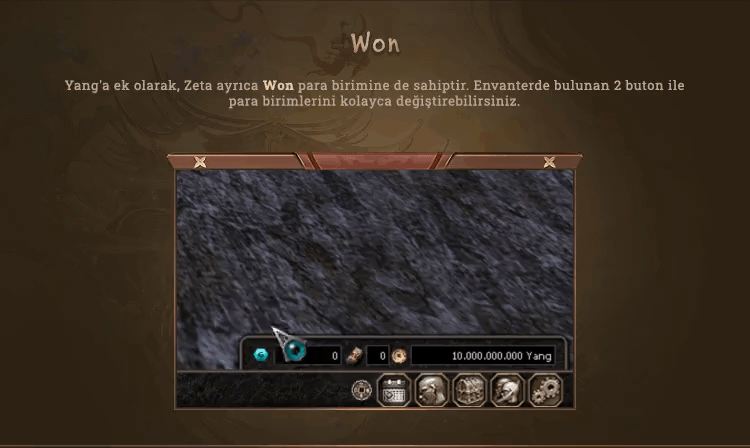 Won
Yang'a ek olarak, Zeta ayrıca Won para birimine de sahiptir. Envanterde bulunan 2 buton ile
para birimlerini kolayca değiştirebilirsiniz.
0 0 10.000.000.000 Yang